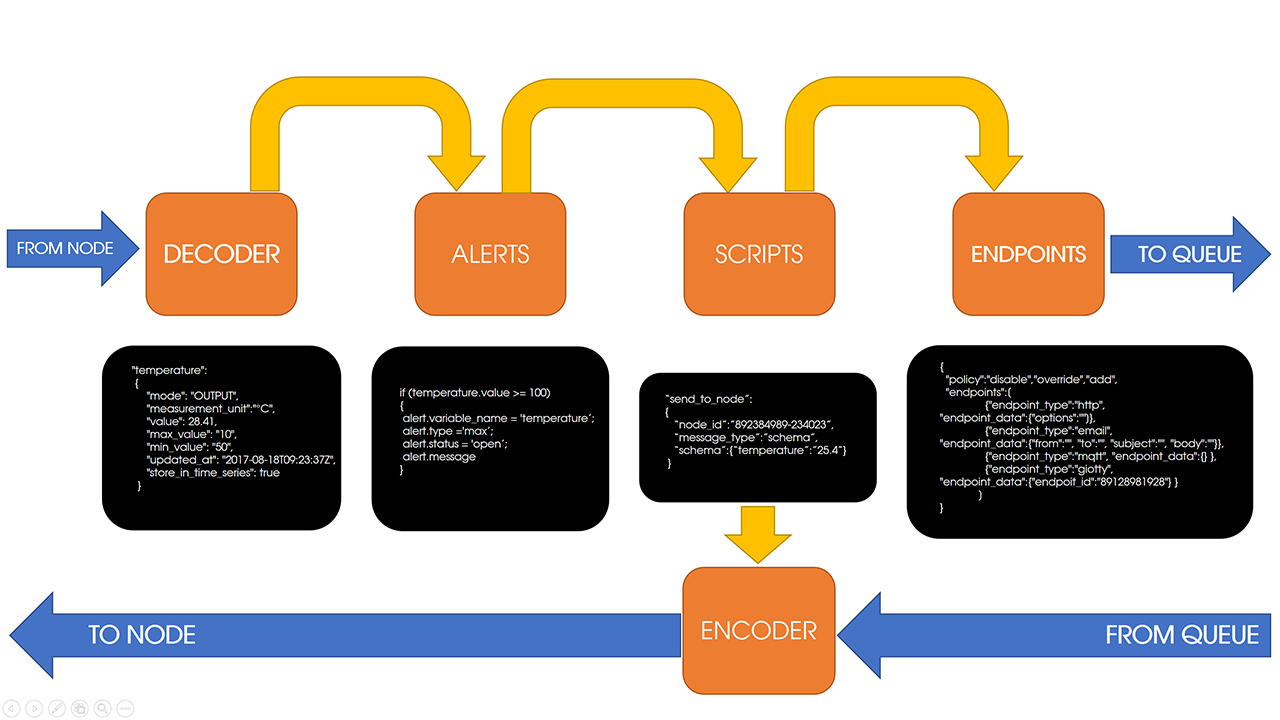 FROM NODE
DECODER
ALERTS
SCRIPTS
ENDPOINTS
TO QUEUE
"temperature":
{
"mode": "OUTPUT",
"measurement_unit":"°C",
"value": 28.41,
"max_value": "10",
"min_value": "50",
"updated_at": "2017-08-18T09:23:37Z",
"store_in_time_series": true
}
if (temperature.value >= 100)
{
alert.variable_name = 'temperature´;
alert.type ='max´;
alert.status = 'open´;
alert.message
}
"send_to_node":
{
"node_id":"892384989-234023",
"message_type":"schema",
"schema":{"temperature":"25.4"}
}
{
"policy":"disable","override","add",
"endpoints":[
{"endpoint_type":"http",
"endpoint_data":{"options":""}},
{"endpoint_type":"email",
"endpoint_data":{"from":"", "to":"", "subject":"", "body":""}},
{"endpoint_type":"mqtt", "endpoint_data":{} },
{"endpoint_type":"giotty",
"endpoint_data":{"endpoit_id":"89128981928"} }
]
}
TO NODE
ENCODER
FROM QUEUE